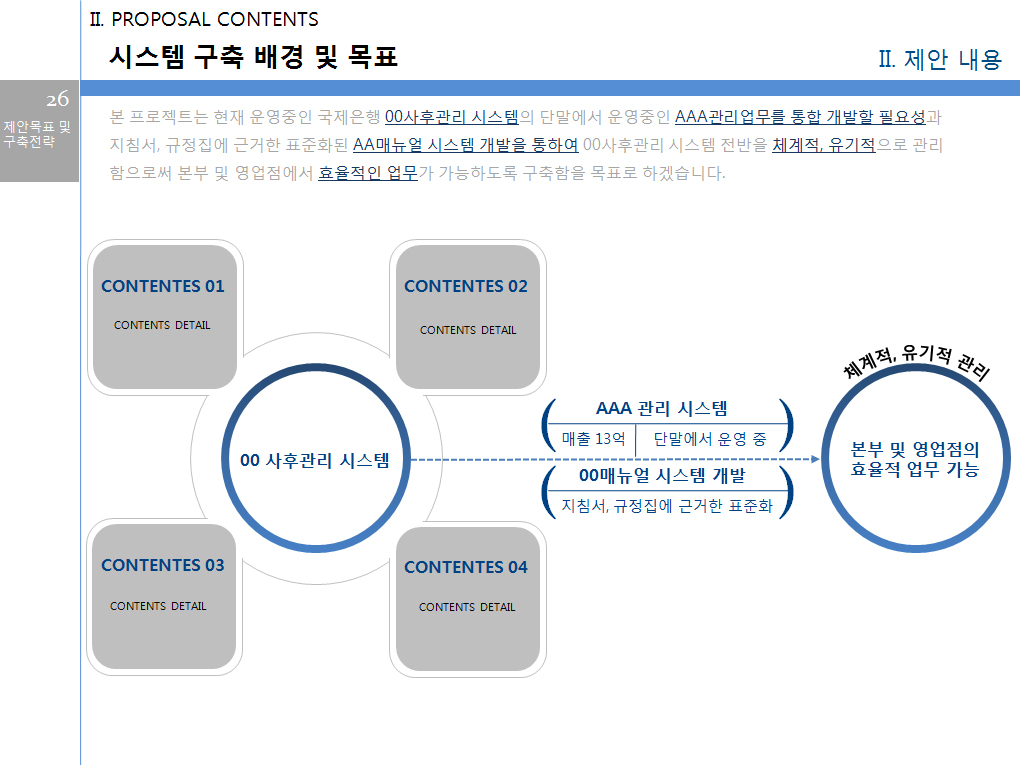 II. PROPOSAL CONTENTS
시스템 구축 배경 및 목표
II. 제안 내용
26
제안목표 및
구축전략
본 프로젝트는 현재 운영중인 국제은행 00사후관리 시스템의 단말에서 운영중인 AAA관리업무를 통합 개발할 필요성과
지침서, 규정집에 근거한 표준화된 AA매뉴얼 시스템 개발을 통하여 00사후관리 시스템 전반을 체계적, 유기적으로 관리
함으로써 본부 및 영업점에서 효율적인 업무가 가능하도록 구축함을 목표로 하겠습니다.
CONTENTES 01
CONTENTS DETAIL
CONTENTES 02
CONTENTS DETAIL
00 사후관리 시스템
CONTENTES 03
CONTENTS DETAIL
CONTENTES 04
CONTENTS DETAIL
AAA 관리 시스템
매출 13억
단말에서 운영 중
00매뉴얼 시스템 개발
지침서, 규정집에 근거한 표준화
체계적, 유기적 관리
본부 및 영업점의
효율적 업무 가능